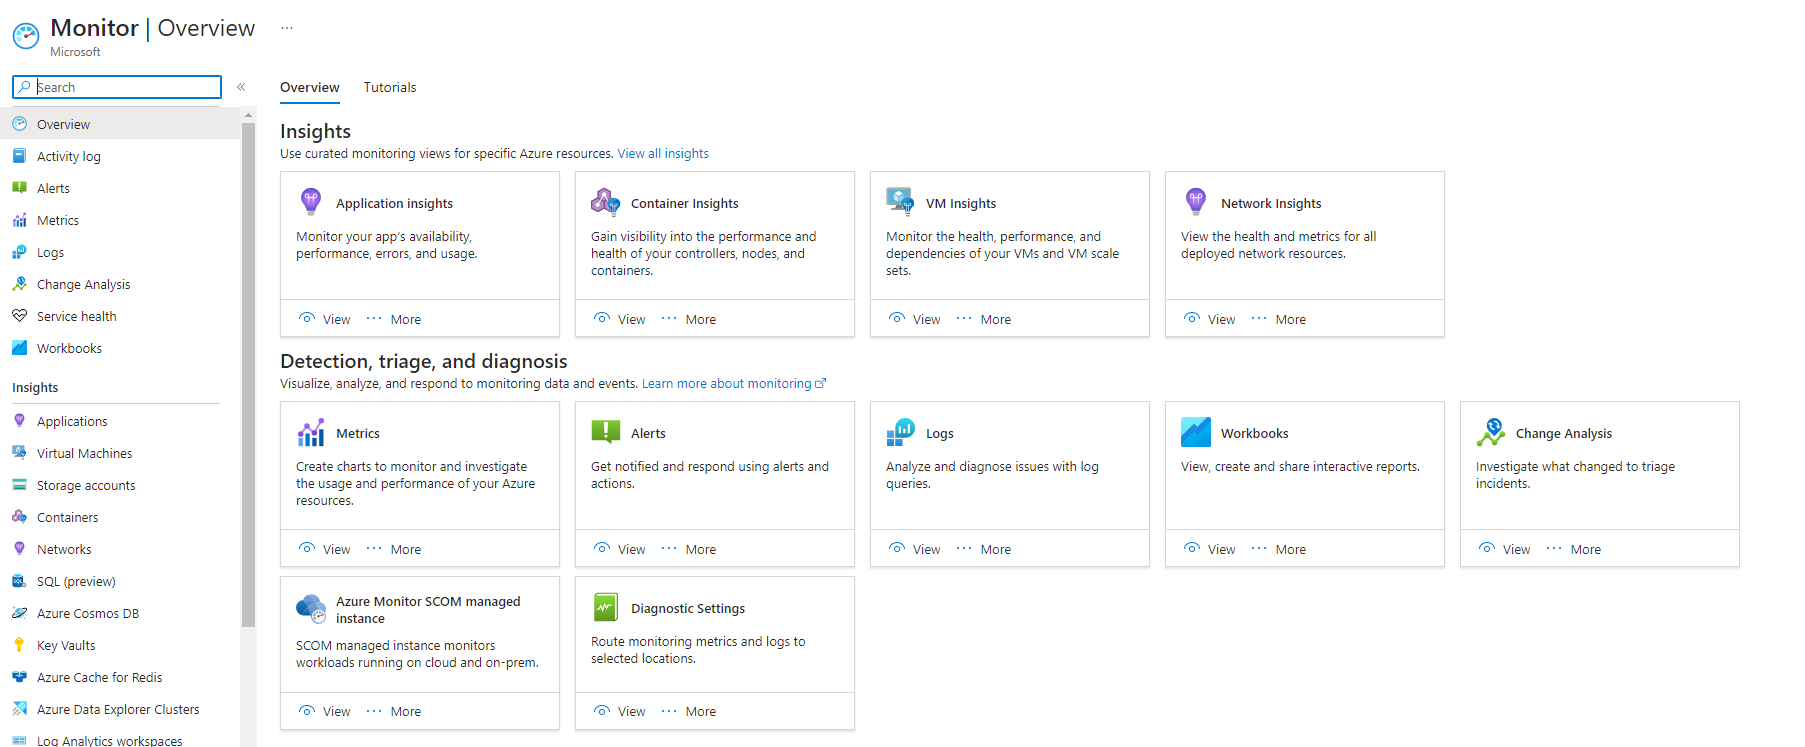 Monitor | Overview ...
Microsoft
Search «
Overview
Activity log
Alerts
Metrics
Logs
Change Analysis
Service health
Workbooks
Insights
Applications
Virtual Machines
Storage accounts
Containers
Networks
SQL (preview)
Azure Cosmos DB
Key Vaults
Azure Cache for Redis
Azure Data Explorer Clusters
Log Analytics workspaces
Overview Tutorials
Insights
Use curated monitoring views for specific Azure resources. View all insights
Application insights
Monitor your app's availability,
performance, errors, and usage.
View ... More
Container Insights
Gain visibility into the performance and
health of your controllers, nodes, and
containers.
View ... More
VM Insights
Monitor the health, performance, and
dependencies of your VMs and VM scale
sets.
View ... More
Network Insights
View the health and metrics for all
deployed network resources.
View ... More
Detection, triage, and diagnosis
Visualize, analyze, and respond to monitoring data and events. Learn more about monitoring
Metrics
Create charts to monitor and investigate
the usage and performance of your Azure
resources.
View ... More
Alerts
Get notified and respond using alerts and
actions.
View ... More
Logs
Analyze and diagnose issues with log
queries.
View ... More
Workbooks
View, create and share interactive reports.
View ... More
Change Analysis
Investigate what changed to triage
incidents.
View ... More
Azure Monitor SCOM managed
instance
SCOM managed instance monitors
workloads running on cloud and on-prem.
View ... More
Diagnostic Settings
Route monitoring metrics and logs to
selected locations.
View ... More